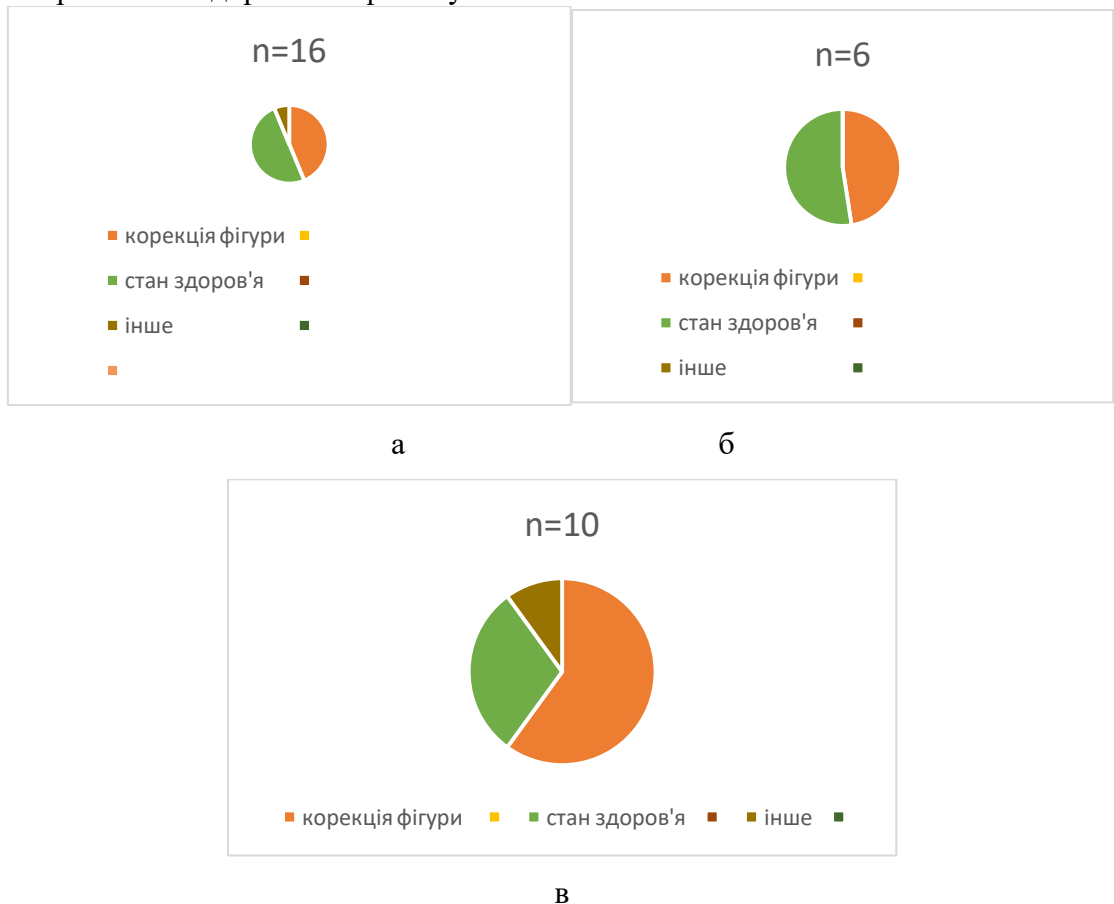 n=16
корекція фігури
стан здоров'я
інше
n=6
корекція фігури
стан здоров'я
інше
а б
n=10
корекція фігури стан здоров'я інше
в